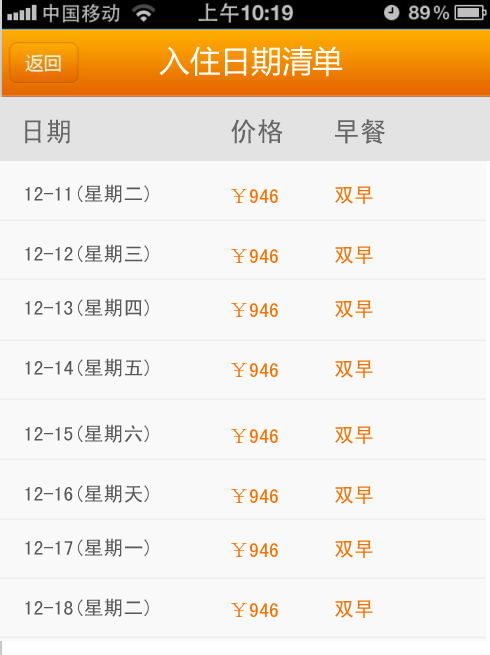 中国移动 上午10:19 89%
返回 入住日期清单
日期 价格 早餐
12-11(星期二) ￥946 双早
12-12(星期三) ￥946 双早
12-13(星期四) ￥946 双早
12-14(星期五) ￥946 双早
12-15(星期六) ￥946 双早
12-16(星期天) ￥946 双早
12-17(星期一) ￥946 双早
12-18(星期二) ￥946 双早